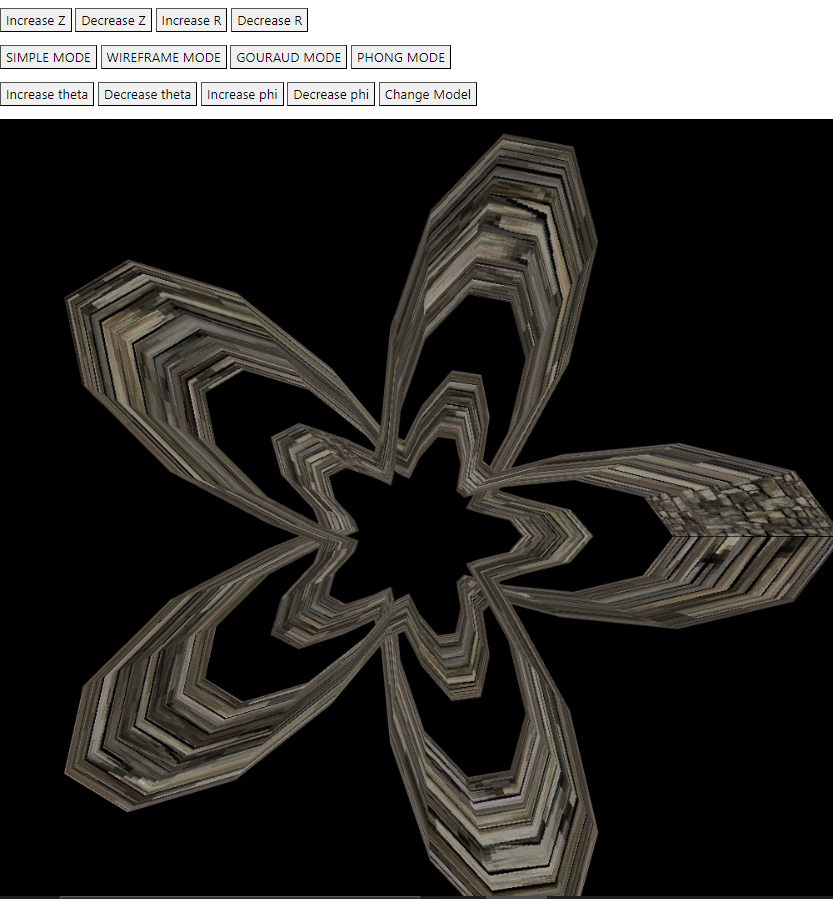 Increase Z Decrease Z Increase R Decrease R
SIMPLE MODE WIREFRAME MODE GOURAUD MODE PHONG MODE
Increase theta Decrease theta Increase phi Decrease phi Change Model